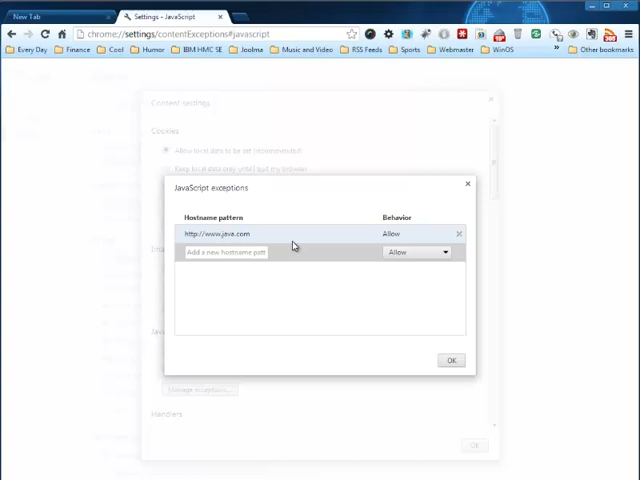 New Tab
Settings - JavaScript
chrome://settings/contentExceptions#javascript
Every Day
Finance
Cool
Humor
IBM HMC SE
Joolma
Music and Video
RSS Feeds
Sports
Webmaster
WinOS
»
Other bookmarks
Content settings
Cookies
Allow local data to be set (recommended)
Keep local data only until I quit my browser
JavaScript exceptions
Hostname pattern
Behavior
http://www.java.com
Allow
Add a new hostname patt
Allow
OK
Manage exceptions...
Handlers
OK